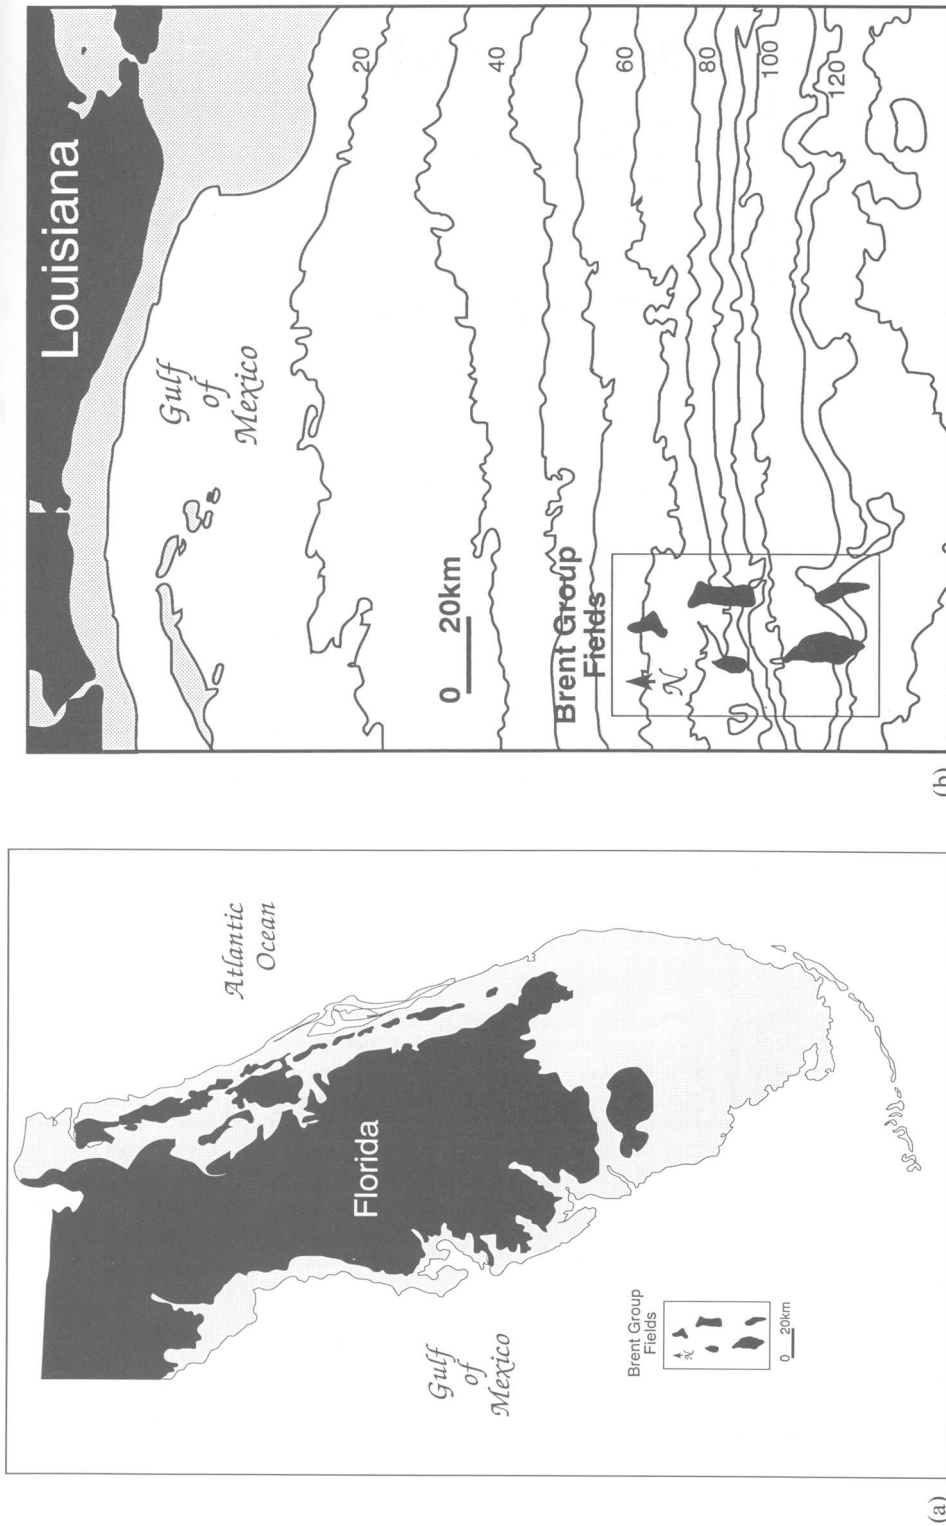 Atlantic
Ocean
Florida
Gulf
of
Mexico
Brent Group
Fields
N
0 20km
(a)
Louisiana
Gulf
of
Mexico
20
40
60
80
100
120
0 20km
Brent Group
Fields
N
(b)